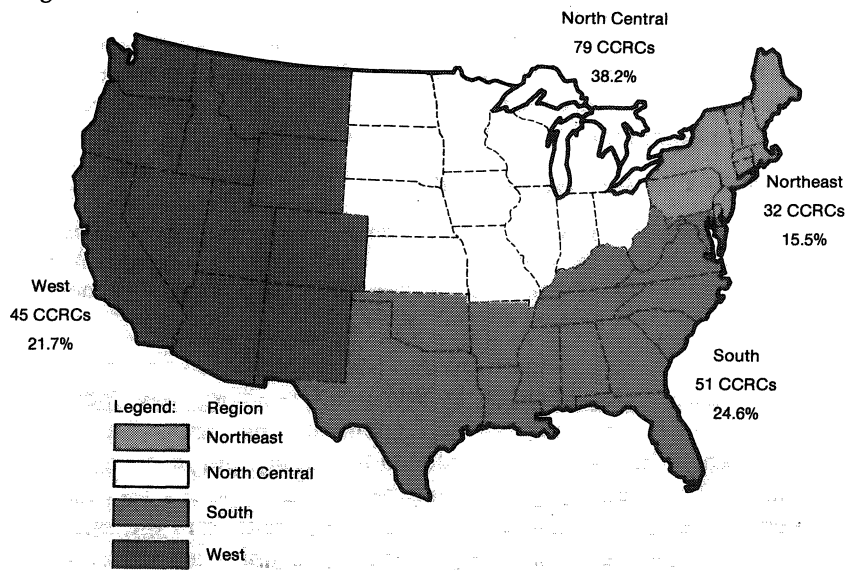 North Central
79 CCRCs
38.2%
Northeast
32 CCRCs
15.5%
West
45 CCRCs
21.7%
South
51 CCRCs
24.6%
Legend: Region
Northeast
North Central
South
West